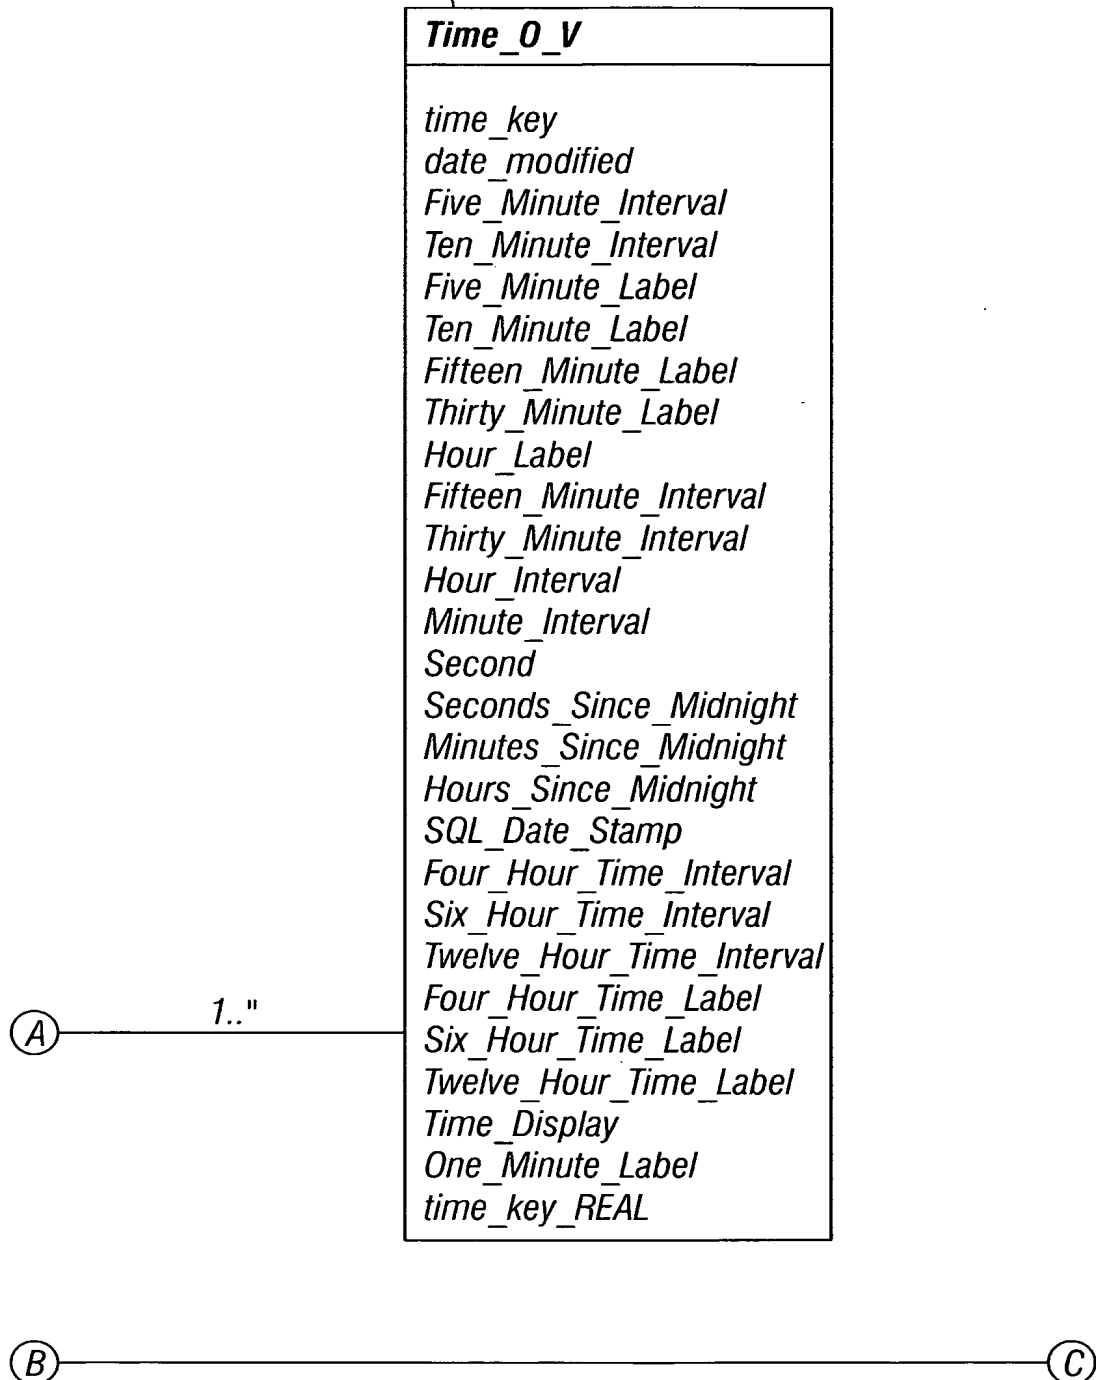 Time_O_V
time_key
date_modified
Five_Minute_Interval
Ten_Minute_Interval
Five_Minute_Label
Ten_Minute_Label
Fifteen_Minute_Label
Thirty_Minute_Label
Hour_Label
Fifteen_Minute_Interval
Thirty_Minute_Interval
Hour_Interval
Minute_Interval
Second
Seconds_Since_Midnight
Minutes_Since_Midnight
Hours_Since_Midnight
SQL_Date_Stamp
Four_Hour_Time_Interval
Six_Hour_Time_Interval
Twelve_Hour_Time_Interval
Four_Hour_Time_Label
1.."
A
Six_Hour_Time_Label
Twelve_Hour_Time_Label
Time_Display
One_Minute_Label
time_key_REAL
B
C